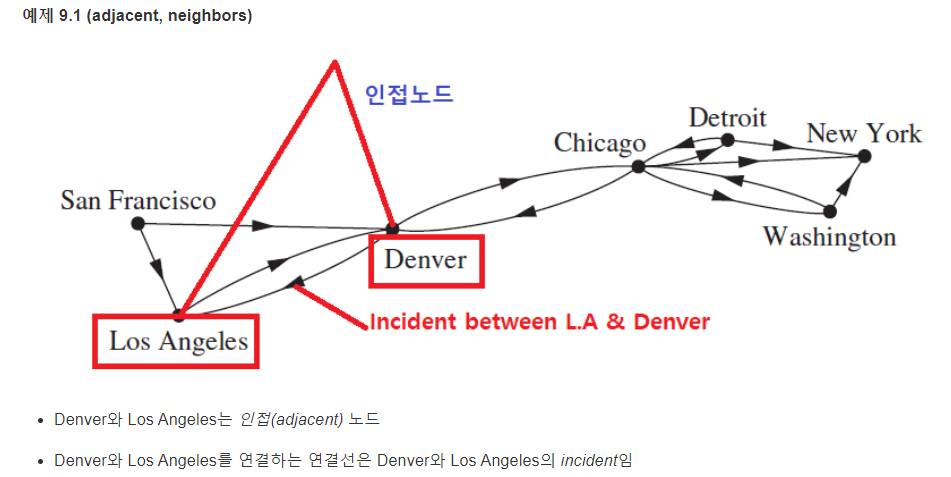 예제 9.1 (adjacent, neighbors)
인접노드
Detroit
New York
Chicago
San Francisco
Washington
Denver
Incident between L.A & Denver
Los Angeles
Denver와 Los Angeles는 인접(adjacent) 노드
Denver와 Los Angeles를 연결하는 연결선은 Denver와 Los Angeles의 incident임